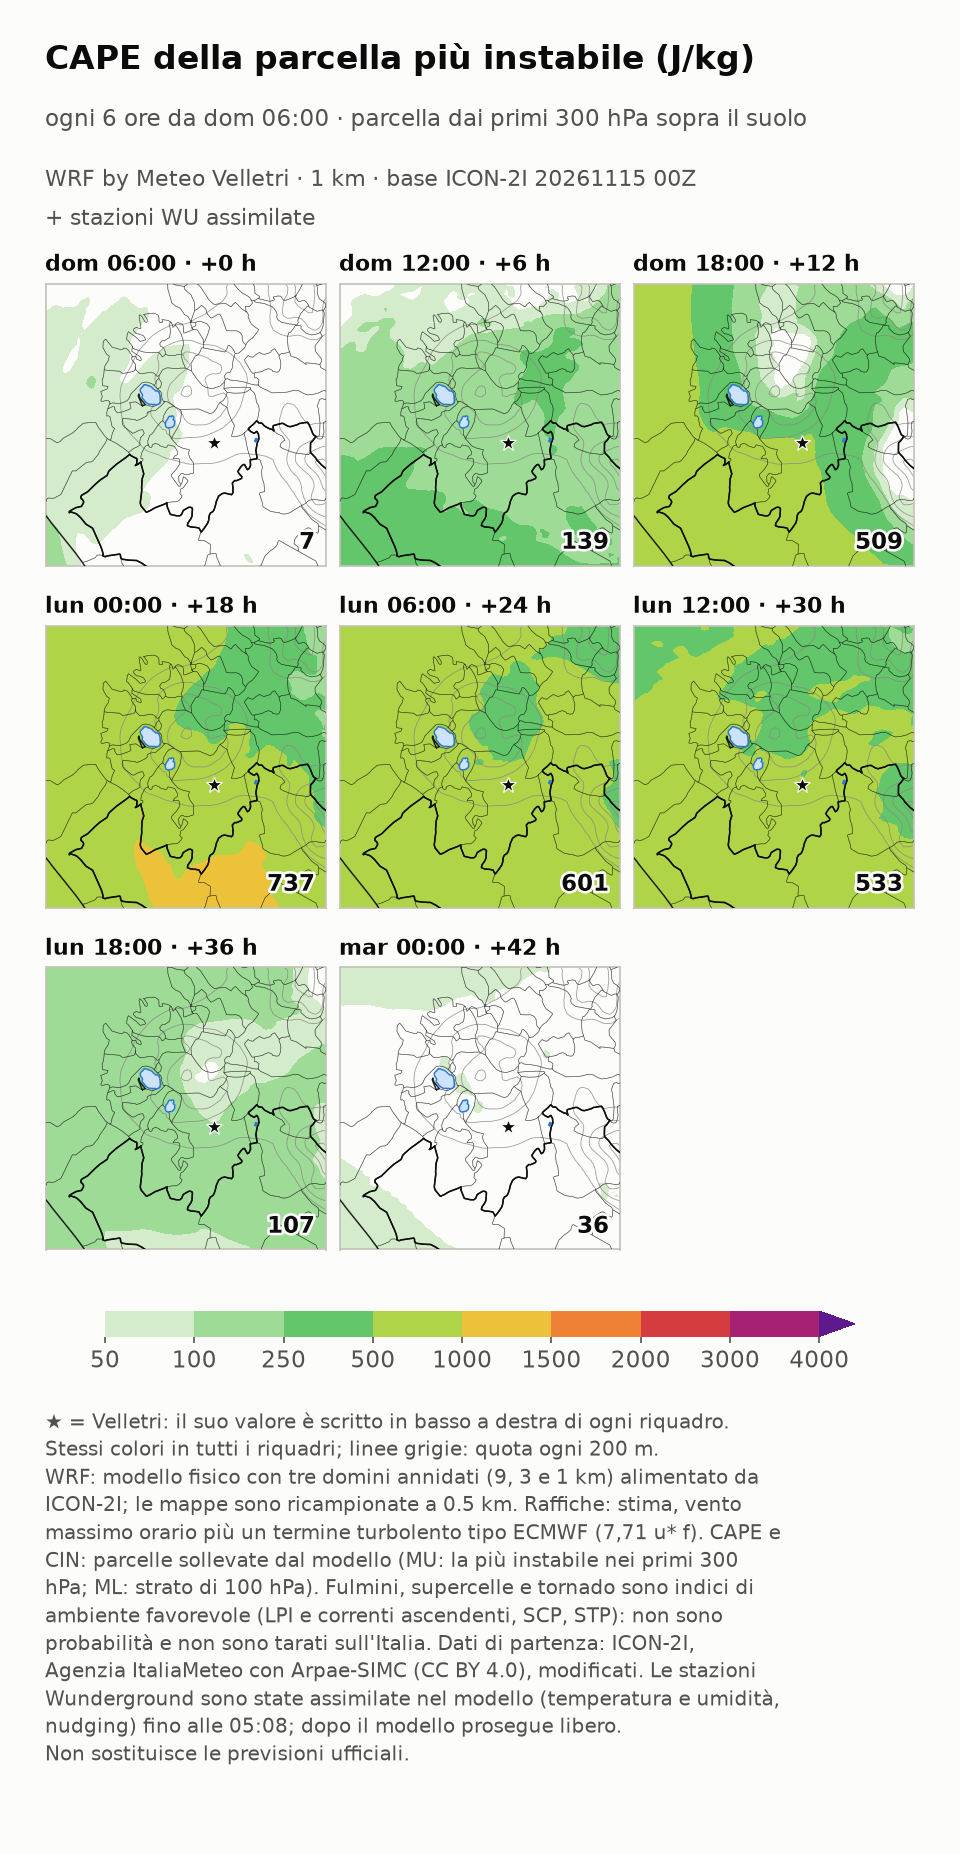 CAPE della parcella più instabile (J/kg)
ogni 6 ore da dom 06:00 · parcella dai primi 300 hPa sopra il suolo
WRF by Meteo Velletri · 1 km · base ICON-2I 20261115 00Z
+ stazioni WU assimilate
dom 06:00 · +0 h
dom 12:00 · +6 h
dom 18:00 · +12 h
7
139
509
lun 00:00 · +18 h
lun 06:00 · +24 h
lun 12:00 · +30 h
737
601
533
lun 18:00 · +36 h
mar 00:00 · +42 h
107
36
50 100 250 500 1000 1500 2000 3000 4000
★ = Velletri: il suo valore è scritto in basso a destra di ogni riquadro.
Stessi colori in tutti i riquadri; linee grigie: quota ogni 200 m.
WRF: modello fisico con tre domini annidati (9, 3 e 1 km) alimentato da
ICON-2I; le mappe sono ricampionate a 0.5 km. Raffiche: stima, vento
massimo orario più un termine turbolento tipo ECMWF (7,71 u* f). CAPE e
CIN: parcelle sollevate dal modello (MU: la più instabile nei primi 300
hPa; ML: strato di 100 hPa). Fulmini, supercelle e tornado sono indici di
ambiente favorevole (LPI e correnti ascendenti, SCP, STP): non sono
probabilità e non sono tarati sull'Italia. Dati di partenza: ICON-2I,
Agenzia ItaliaMeteo con Arpae-SIMC (CC BY 4.0), modificati. Le stazioni
Wunderground sono state assimilate nel modello (temperatura e umidità,
nudging) fino alle 05:08; dopo il modello prosegue libero.
Non sostituisce le previsioni ufficiali.